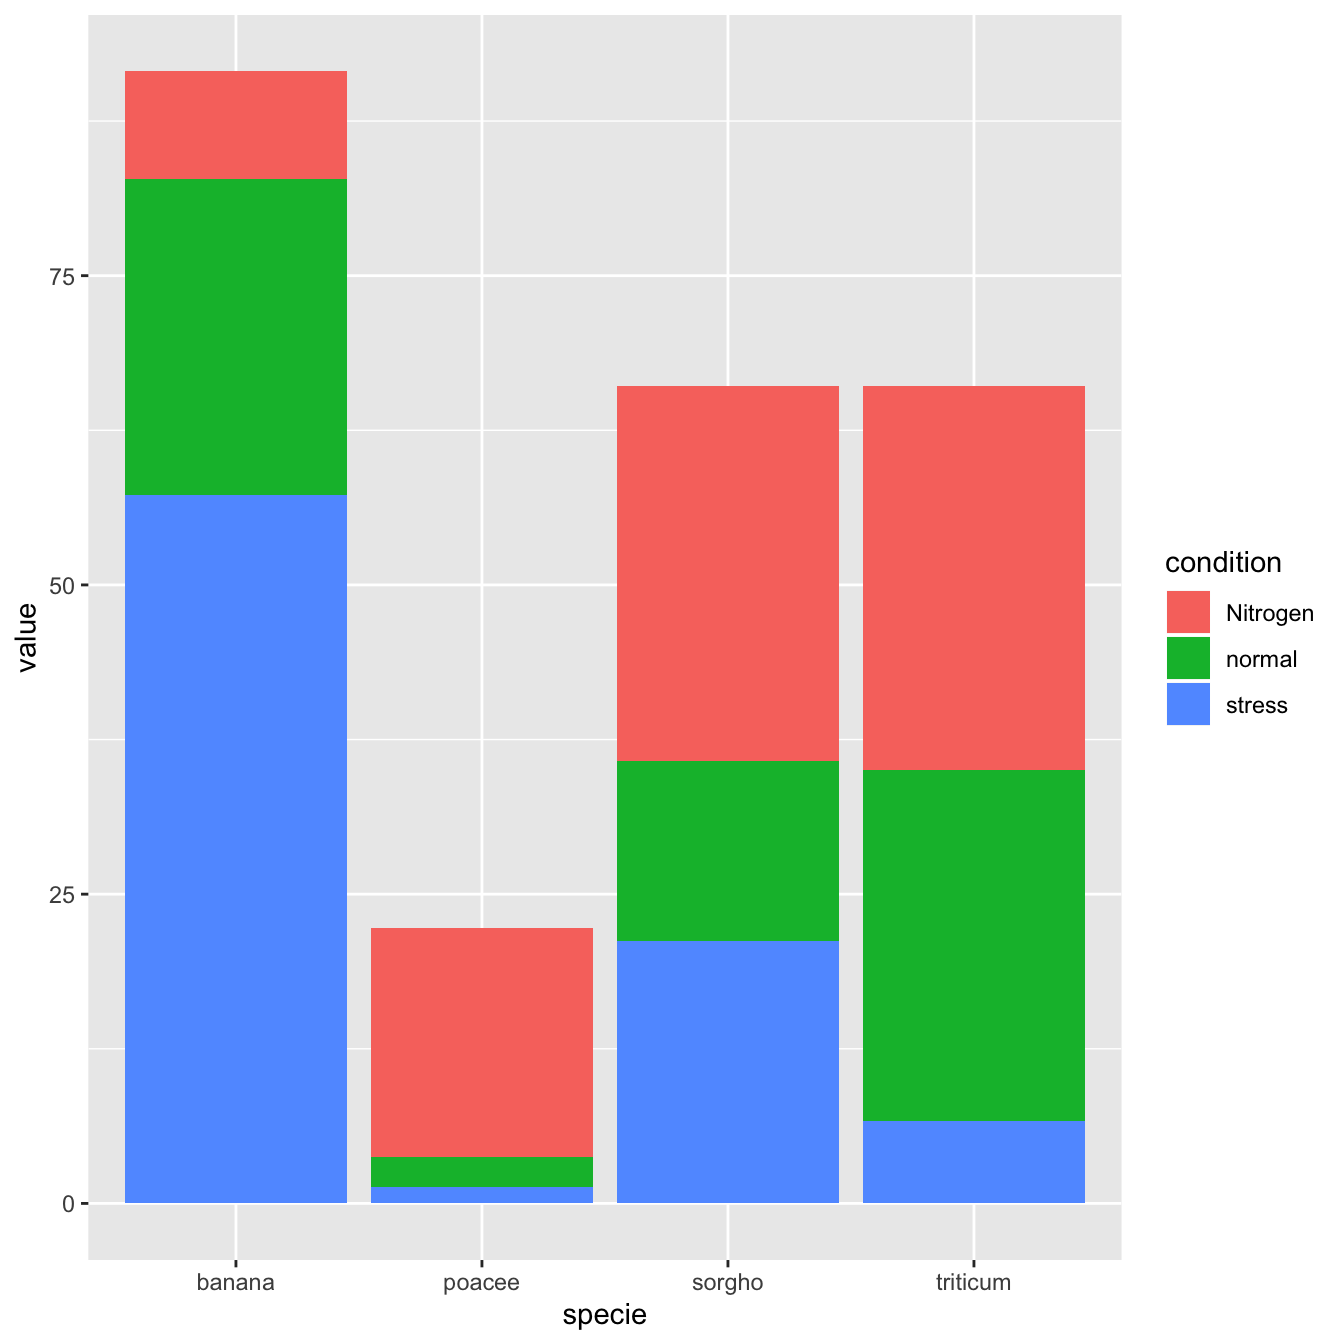 value
75
50
25
0
banana
poacee
sorgho
triticum
specie
condition
Nitrogen
normal
stress